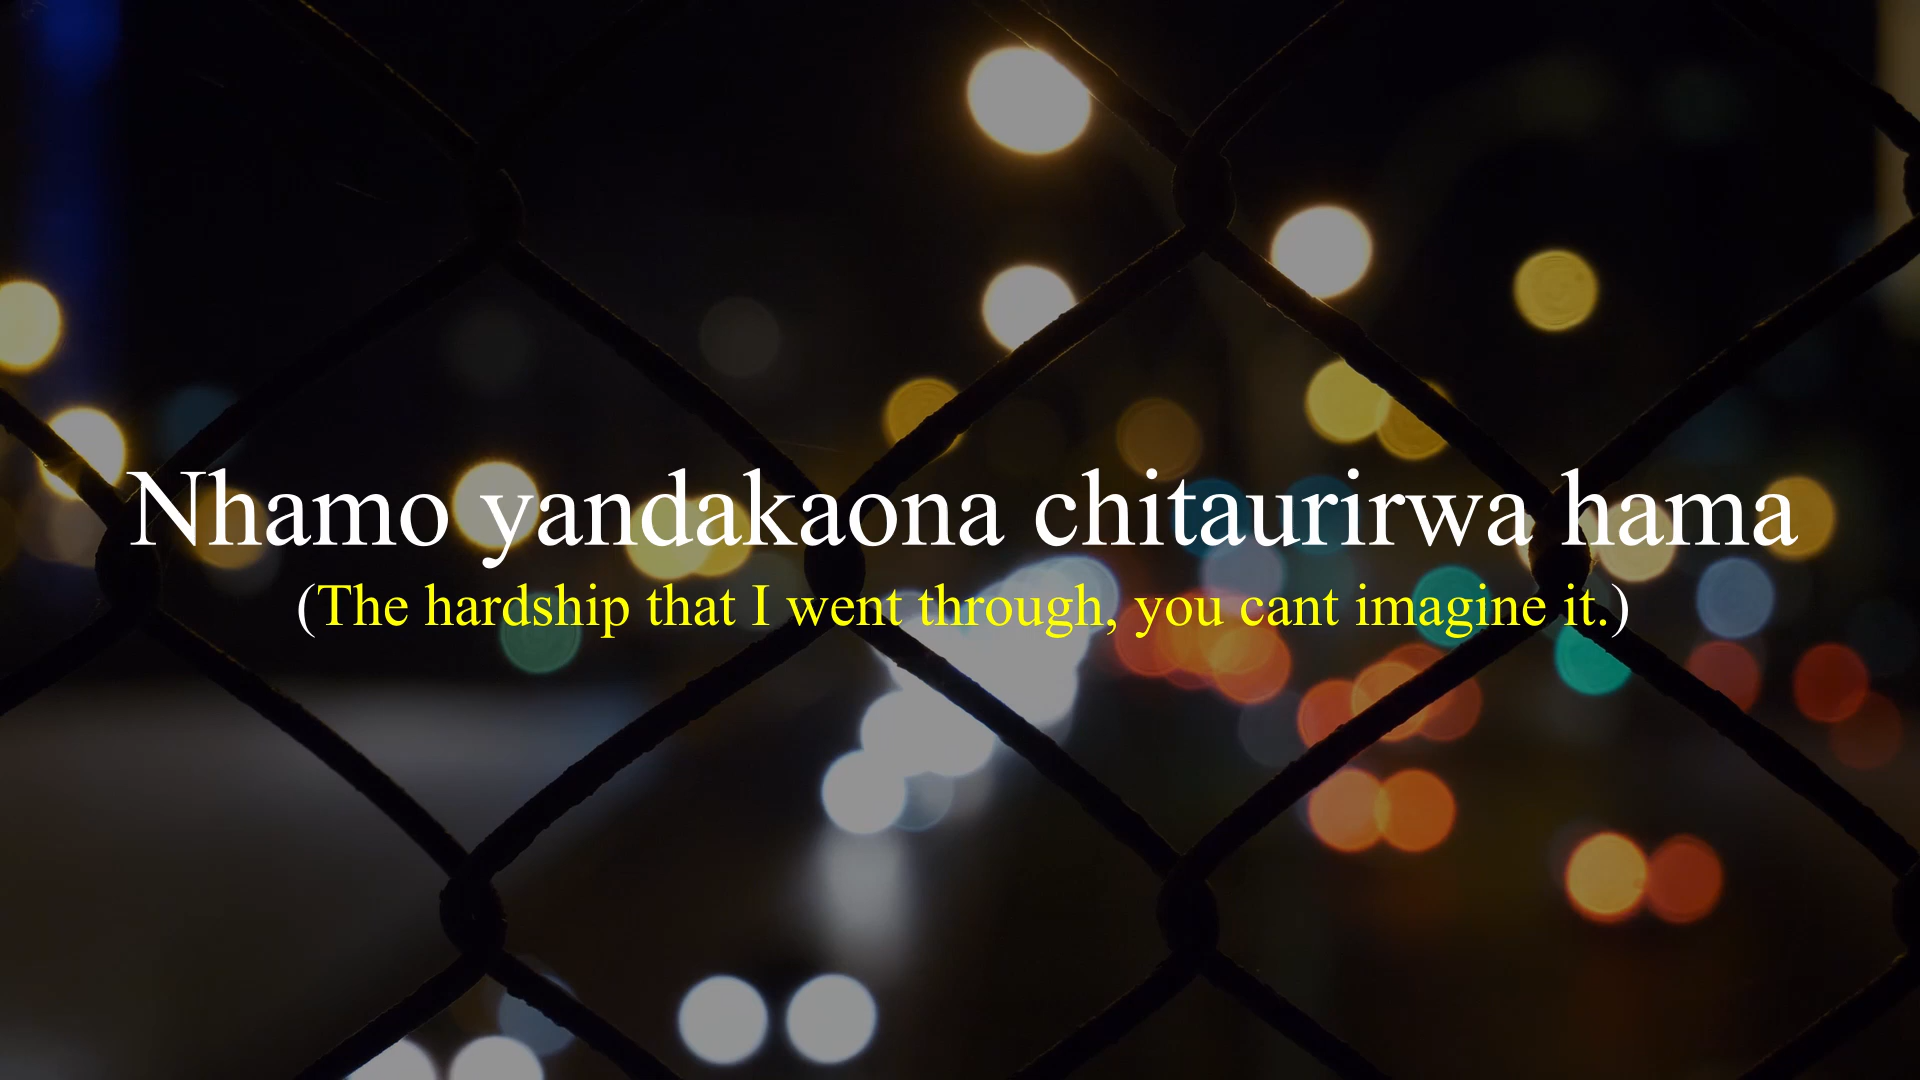 Nhamo yandakaona chitaurirwa hama
(The hardship that I went through, you cant imagine it.)